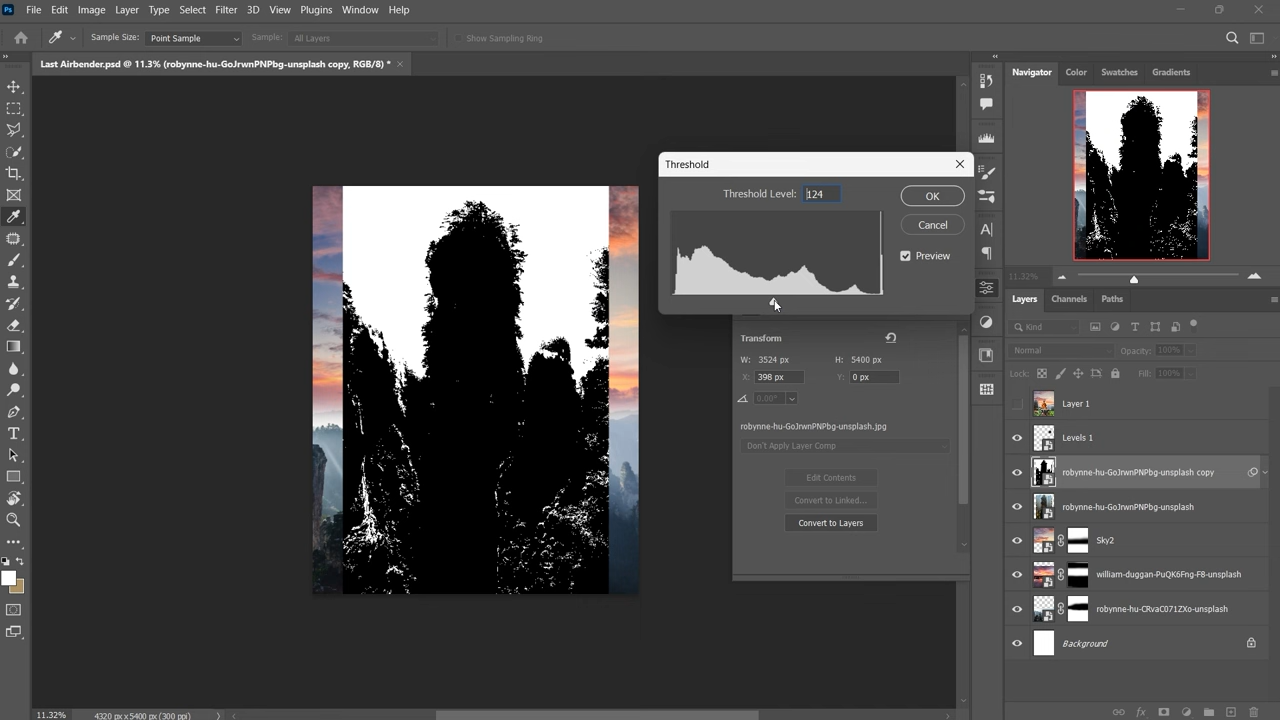 Ps File Edit Image Layer Type Select Filter 3D View Plugins Window Help
Sample Size: Point Sample Sample: All Layers Show Sampling Ring
Last Airbender.psd @ 11.3% (robynne-hu-GoJrwnPNPbg-unsplash copy, RGB/8) *
Navigator Color Swatches Gradients
Threshold
Threshold Level: 124
OK
Cancel
Preview
11.32%
Layers Channels Paths
Kind
Normal Opacity: 100%
Lock: Fill: 100%
Transform
W: 3524 px H: 5400 px
X: 398 px Y: 0 px
0.00°
robynne-hu-GoJrwnPNPbg-unsplash.jpg
Don't Apply Layer Comp
Edit Contents
Convert to Linked...
Convert to Layers
Layer 1
Levels 1
robynne-hu-GoJrwnPNPbg-unsplash copy
robynne-hu-GoJrwnPNPbg-unsplash
Sky2
william-duggan-PuQK6Fng-F8-unsplash
robynne-hu-CRvaC071ZXo-unsplash
Background
11.32% 4320 px x 5400 px (300 ppi)